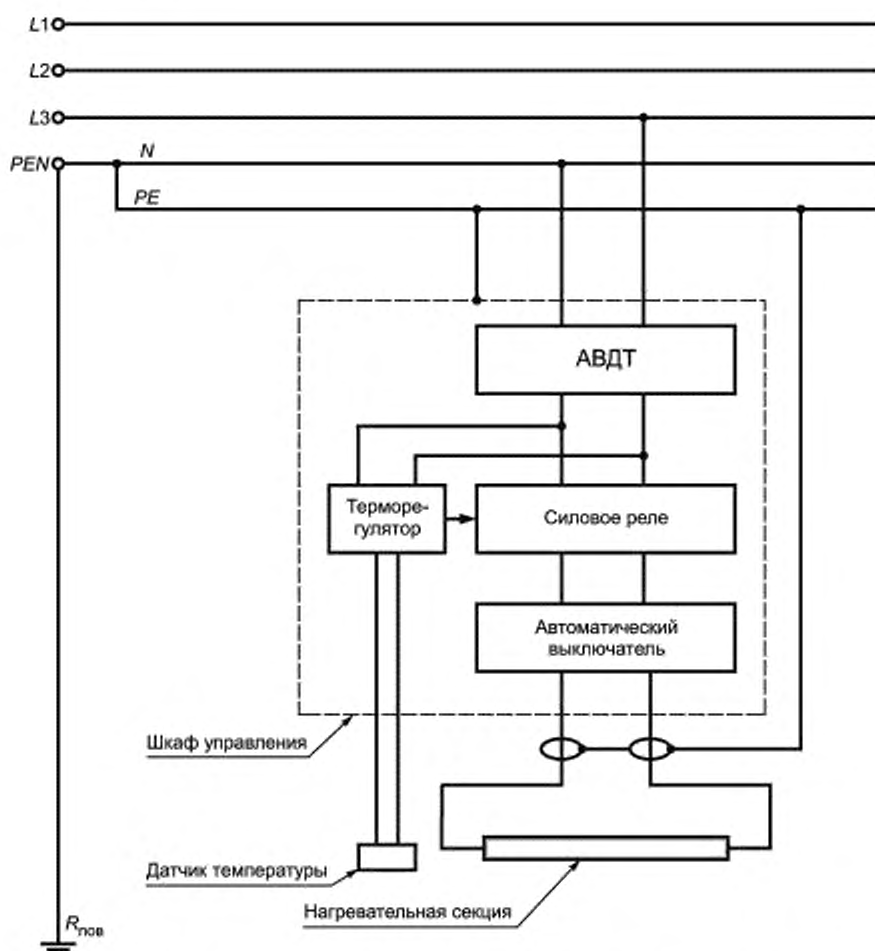 L1
L2
L3
PEN
N
PE
АВДТ
Терморе-
гулятор
Силовое реле
Автоматический
выключатель
Шкаф управления
Датчик температуры
Нагревательная секция
Rпов